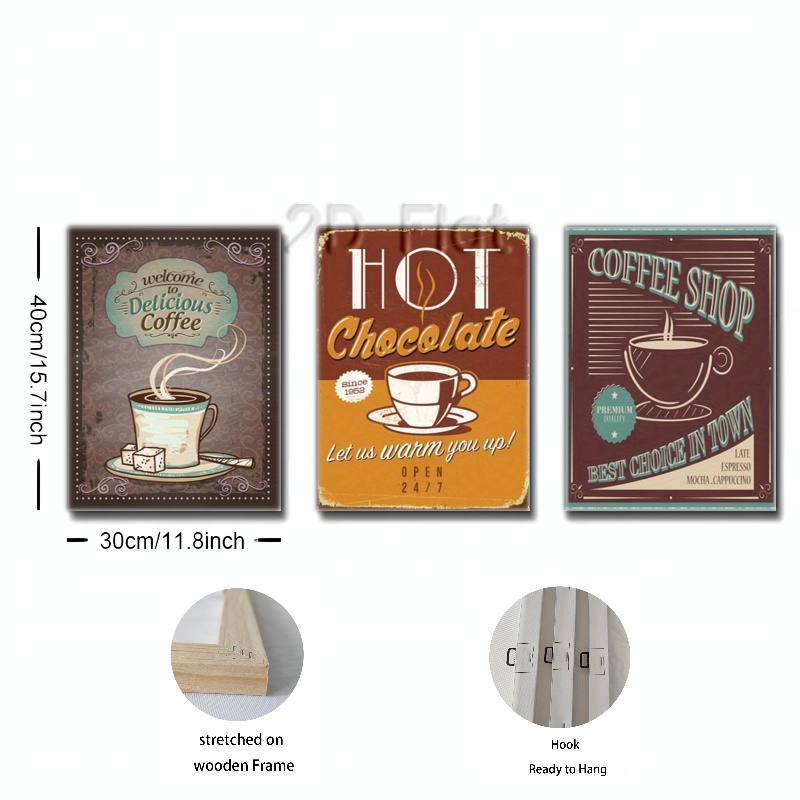 2D Flat
40cm/15.7inch
30cm/11.8inch
welcome
to
Delicious
Coffee
HOT
Chocolate
Since
1952
Let us warm you up!
OPEN
24/7
COFFEE SHOP
PREMIUM
QUALITY
BEST CHOICE IN TOWN
LATE
ESPRESSO
MOCHA .CAPPUCCINO
stretched on
wooden Frame
Hook
Ready to Hang